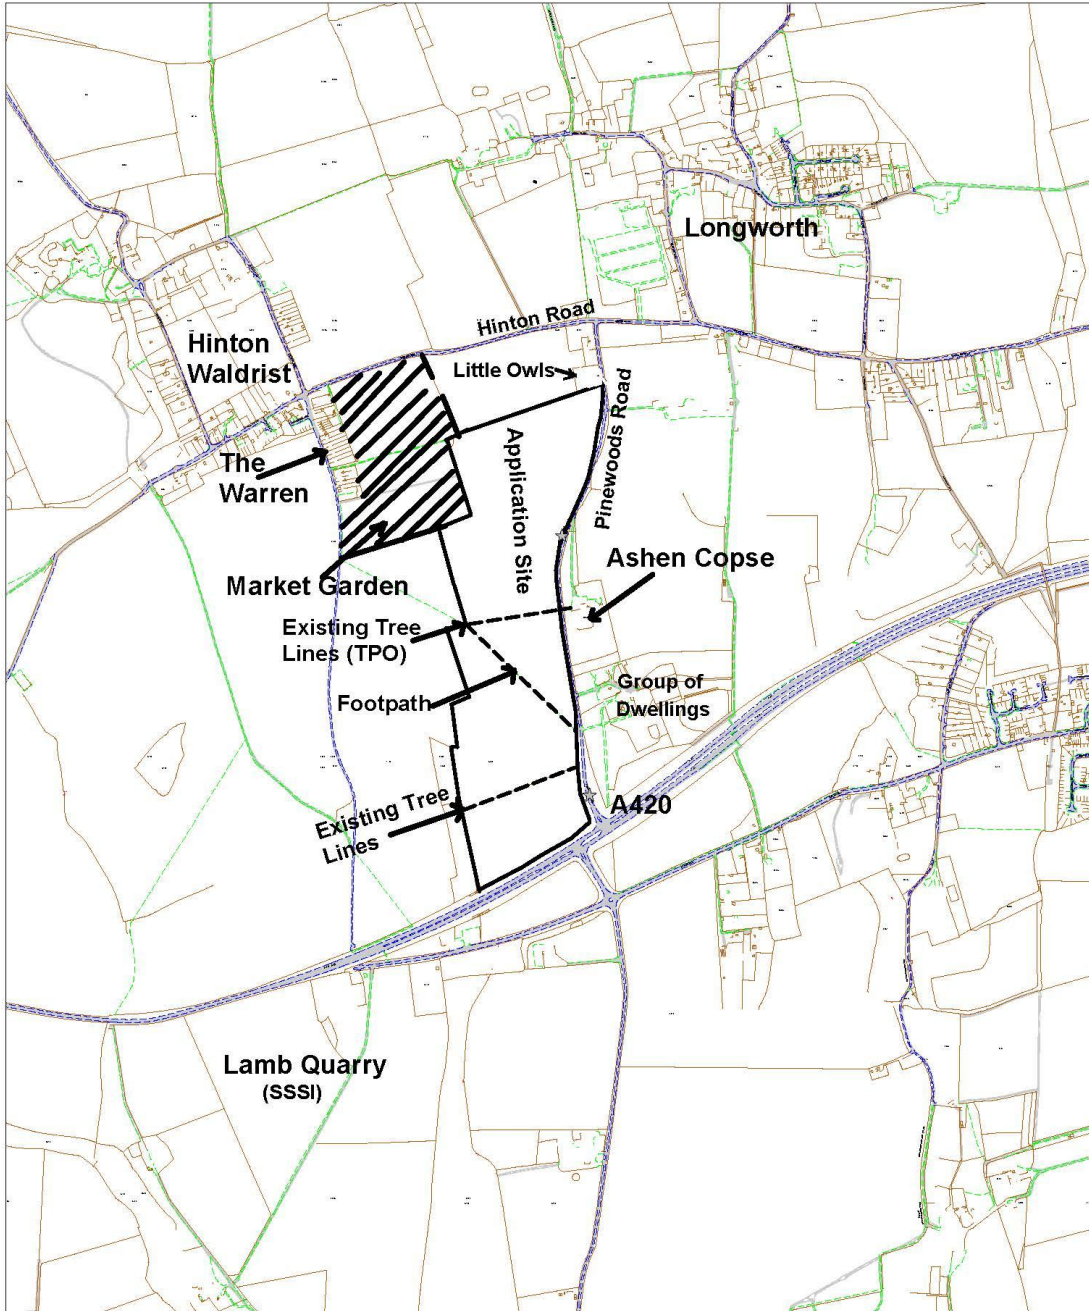 Longworth
Hinton Road
Hinton
Waldrist
Little Owls
Pinewoods Road
Application Site
The
Warren
Ashen Copse
Market Garden
Existing Tree
Lines (TPO)
Footpath
Group of
Dwellings
A420
Existing Tree
Lines
Lamb Quarry
(SSSI)